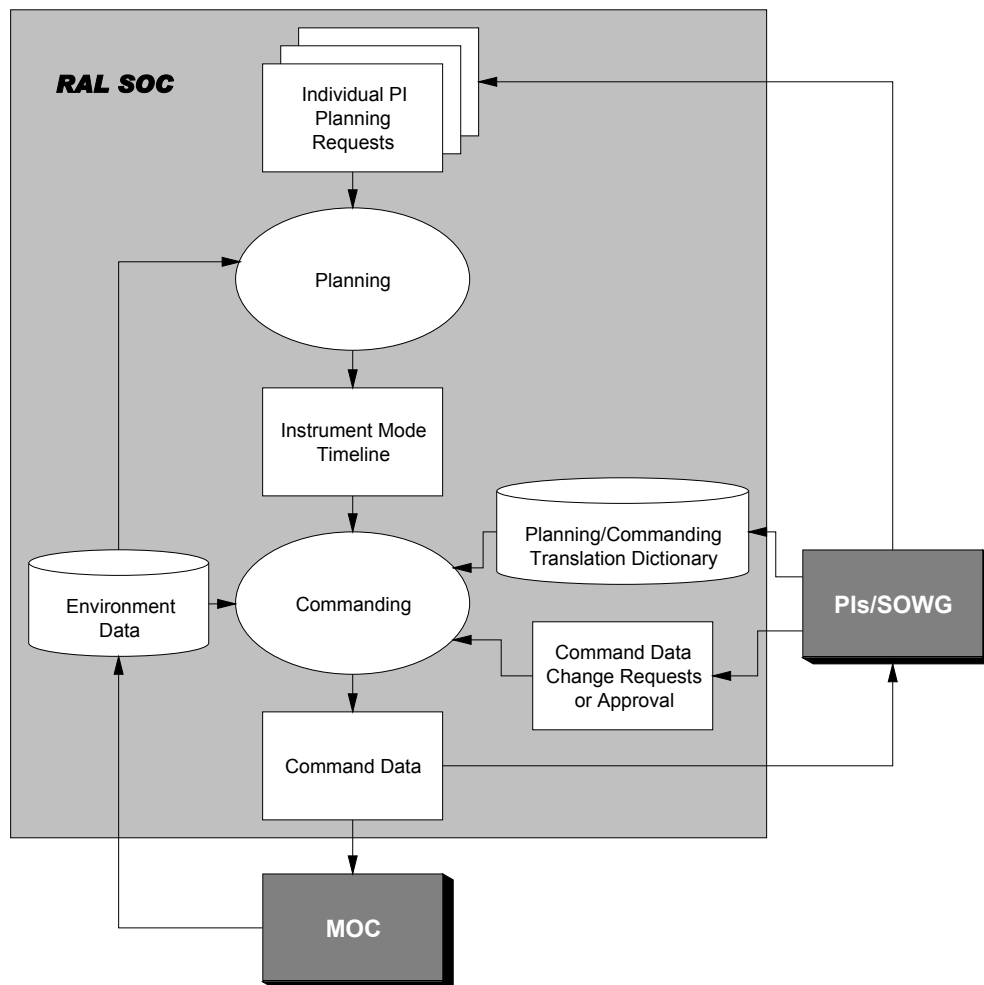 RAL SOC
Individual PI
Planning
Requests
Planning
Instrument Mode
Timeline
Planning/Commanding
Translation Dictionary
PIs/SOWG
Environment
Data
Commanding
Command Data
Change Requests
or Approval
Command Data
MOC